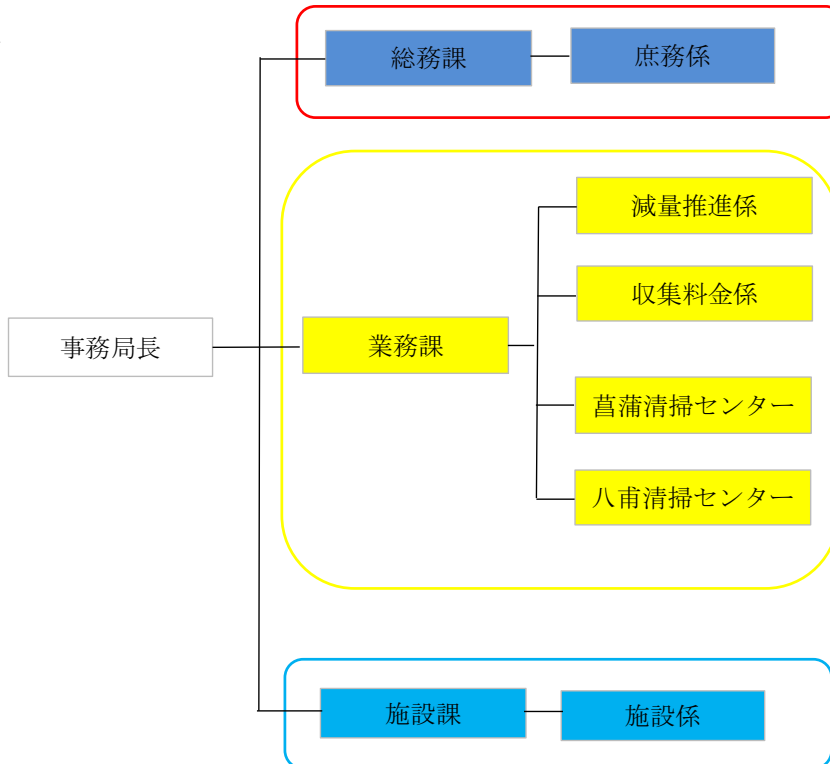 総務課
庶務係
減量推進係
収集料金係
事務局長
業務課
菖蒲清掃センター
八甫清掃センター
施設課
施設係